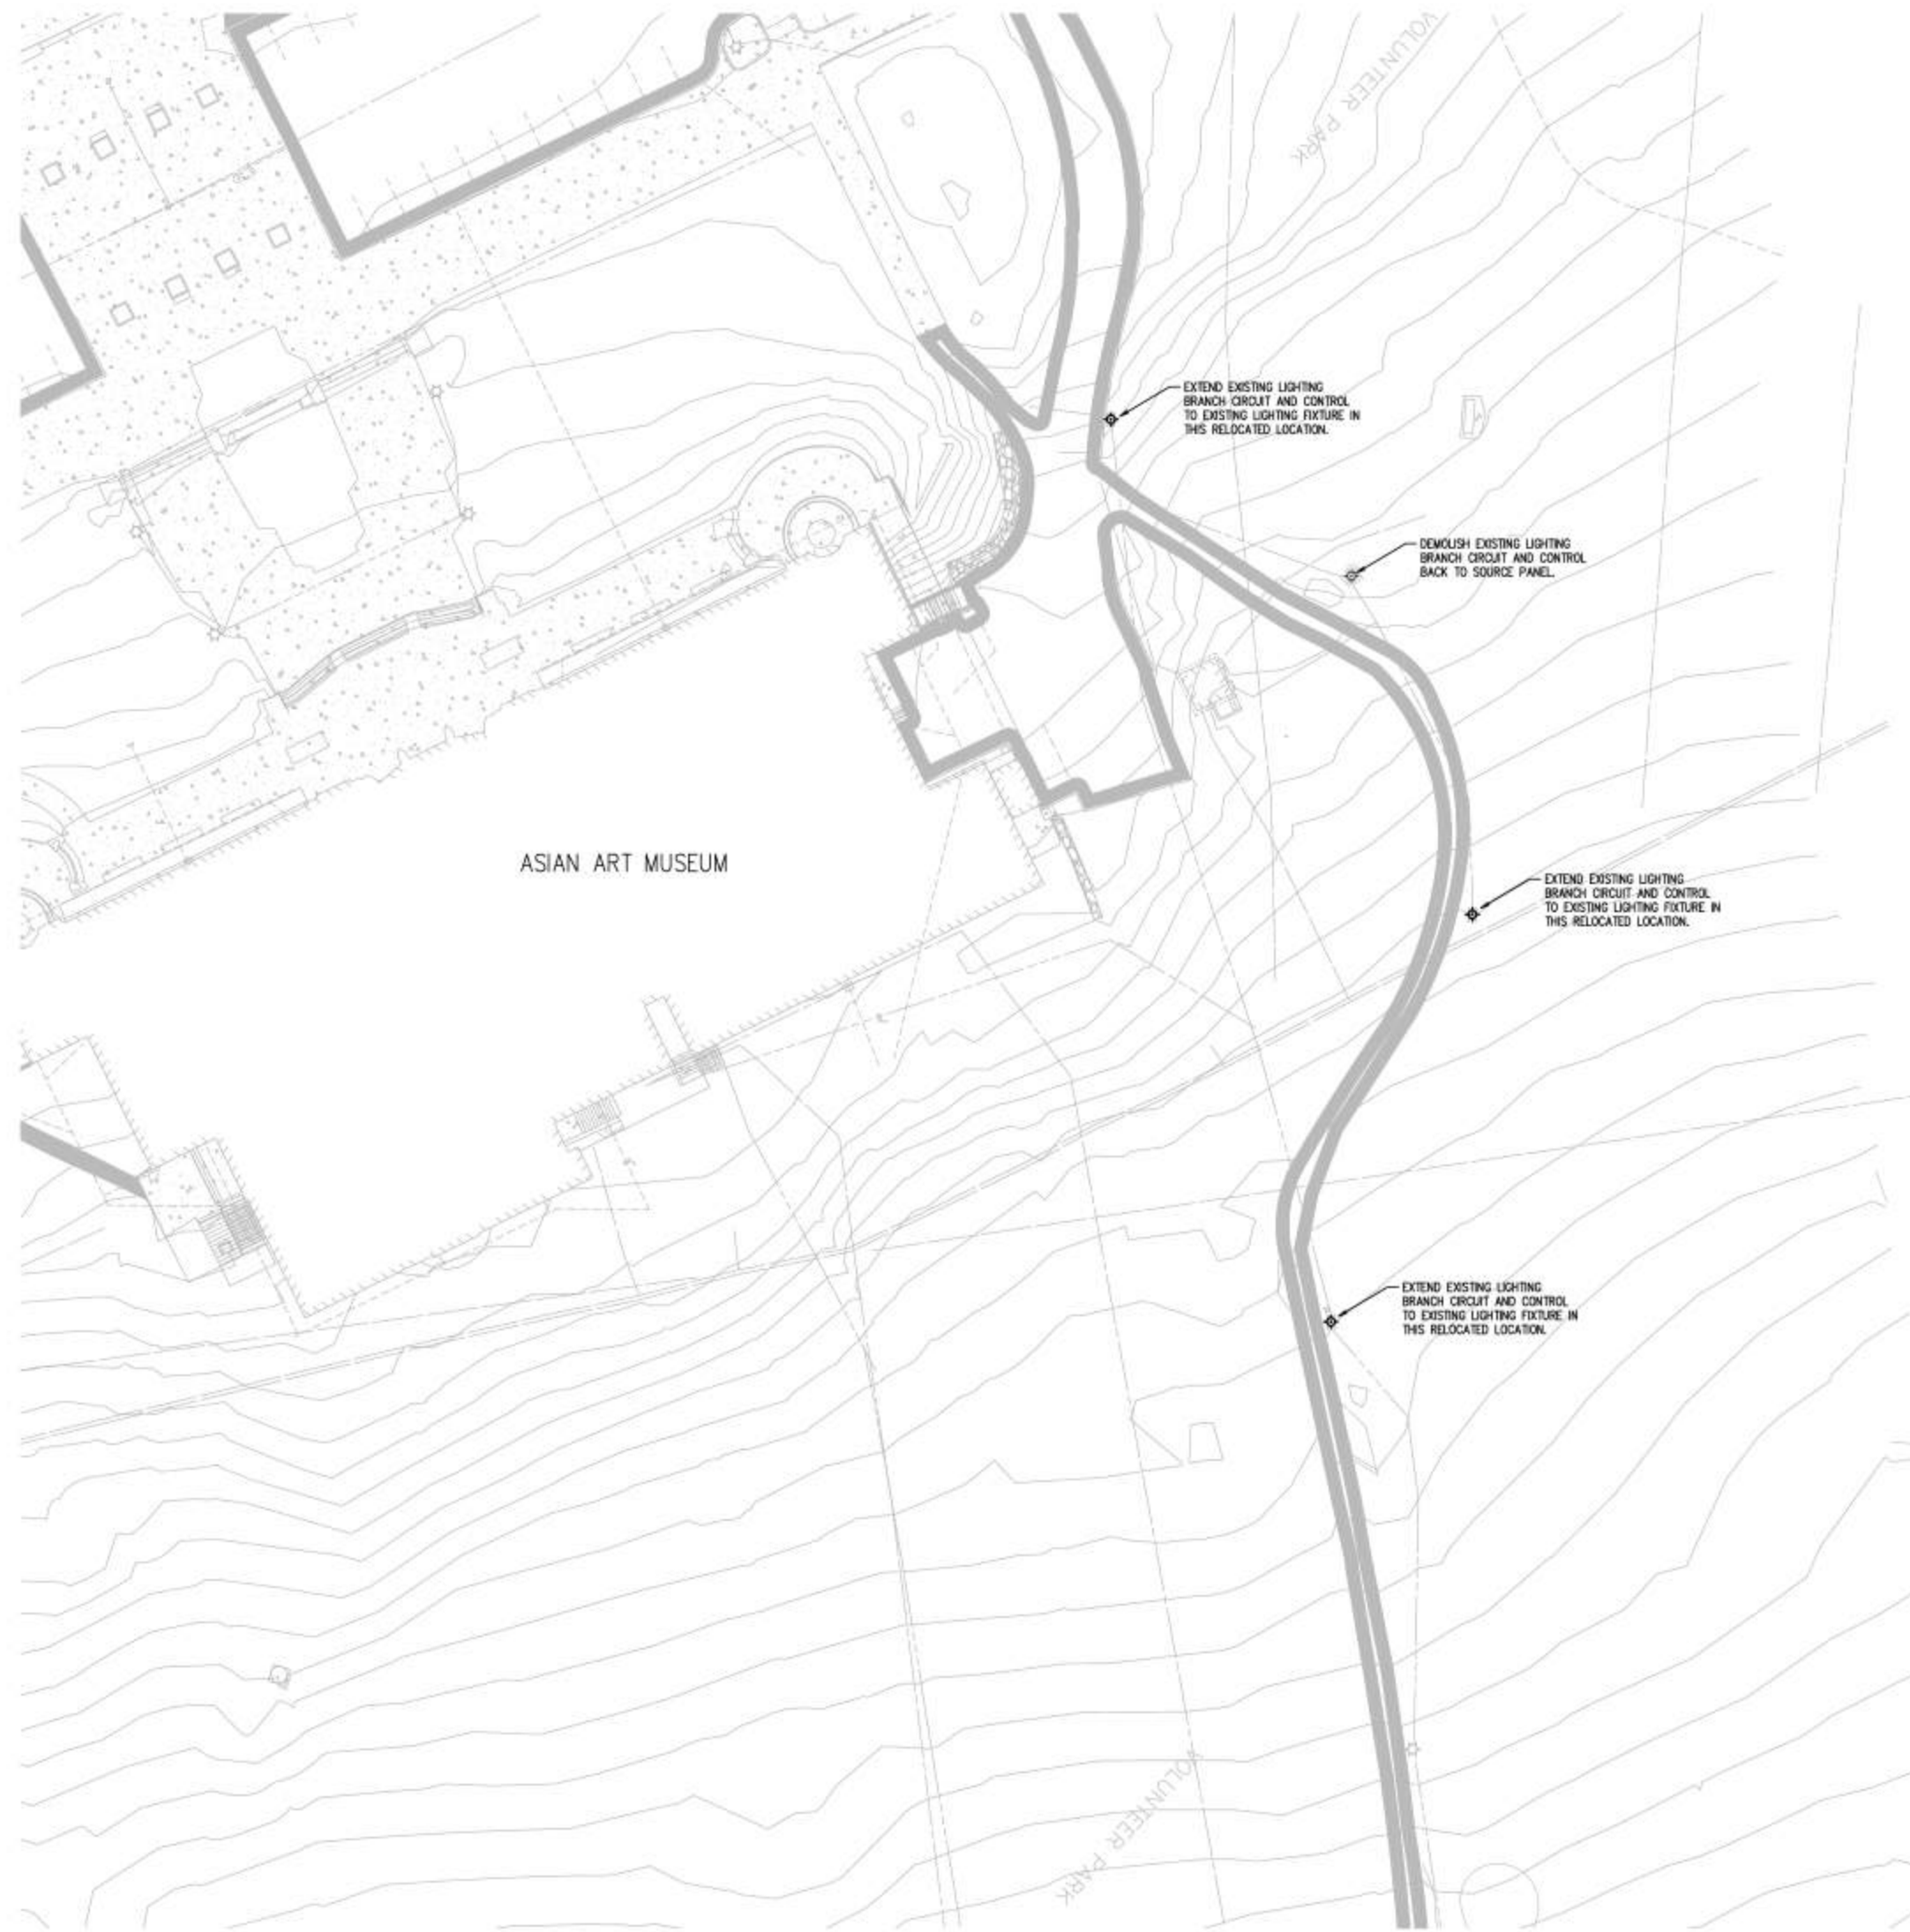 VOLUNTEER PARK
EXTEND EXISTING LIGHTING
BRANCH CIRCUIT AND CONTROL
TO EXISTING LIGHTING FIXTURE IN
THIS RELOCATED LOCATION.
DEMOLISH EXISTING LIGHTING
BRANCH CIRCUIT AND CONTROL
BACK TO SOURCE PANEL.
ASIAN ART MUSEUM
EXTEND EXISTING LIGHTING
BRANCH CIRCUIT AND CONTROL
TO EXISTING LIGHTING FIXTURE IN
THIS RELOCATED LOCATION.
EXTEND EXISTING LIGHTING
BRANCH CIRCUIT AND CONTROL
TO EXISTING LIGHTING FIXTURE IN
THIS RELOCATED LOCATION.
VOLUNTEER PARK